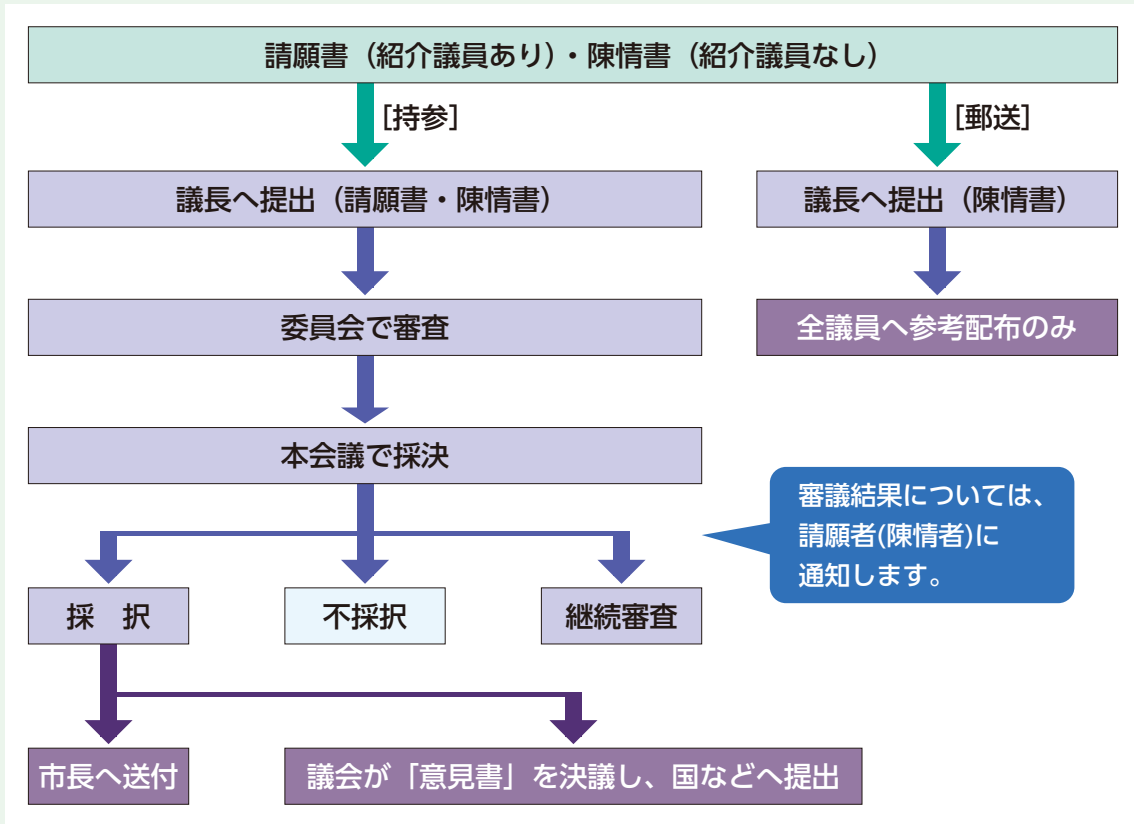 請願書（紹介議員あり）・陳情書（紹介議員なし）
［持参］
［郵送］
議長へ提出（請願書・陳情書）
議長へ提出（陳情書）
委員会で審査
全議員へ参考配布のみ
本会議で採決
審議結果については、
請願者(陳情者)に
通知します。
採　択
不採択
継続審査
市長へ送付
議会が「意見書」を決議し、国などへ提出